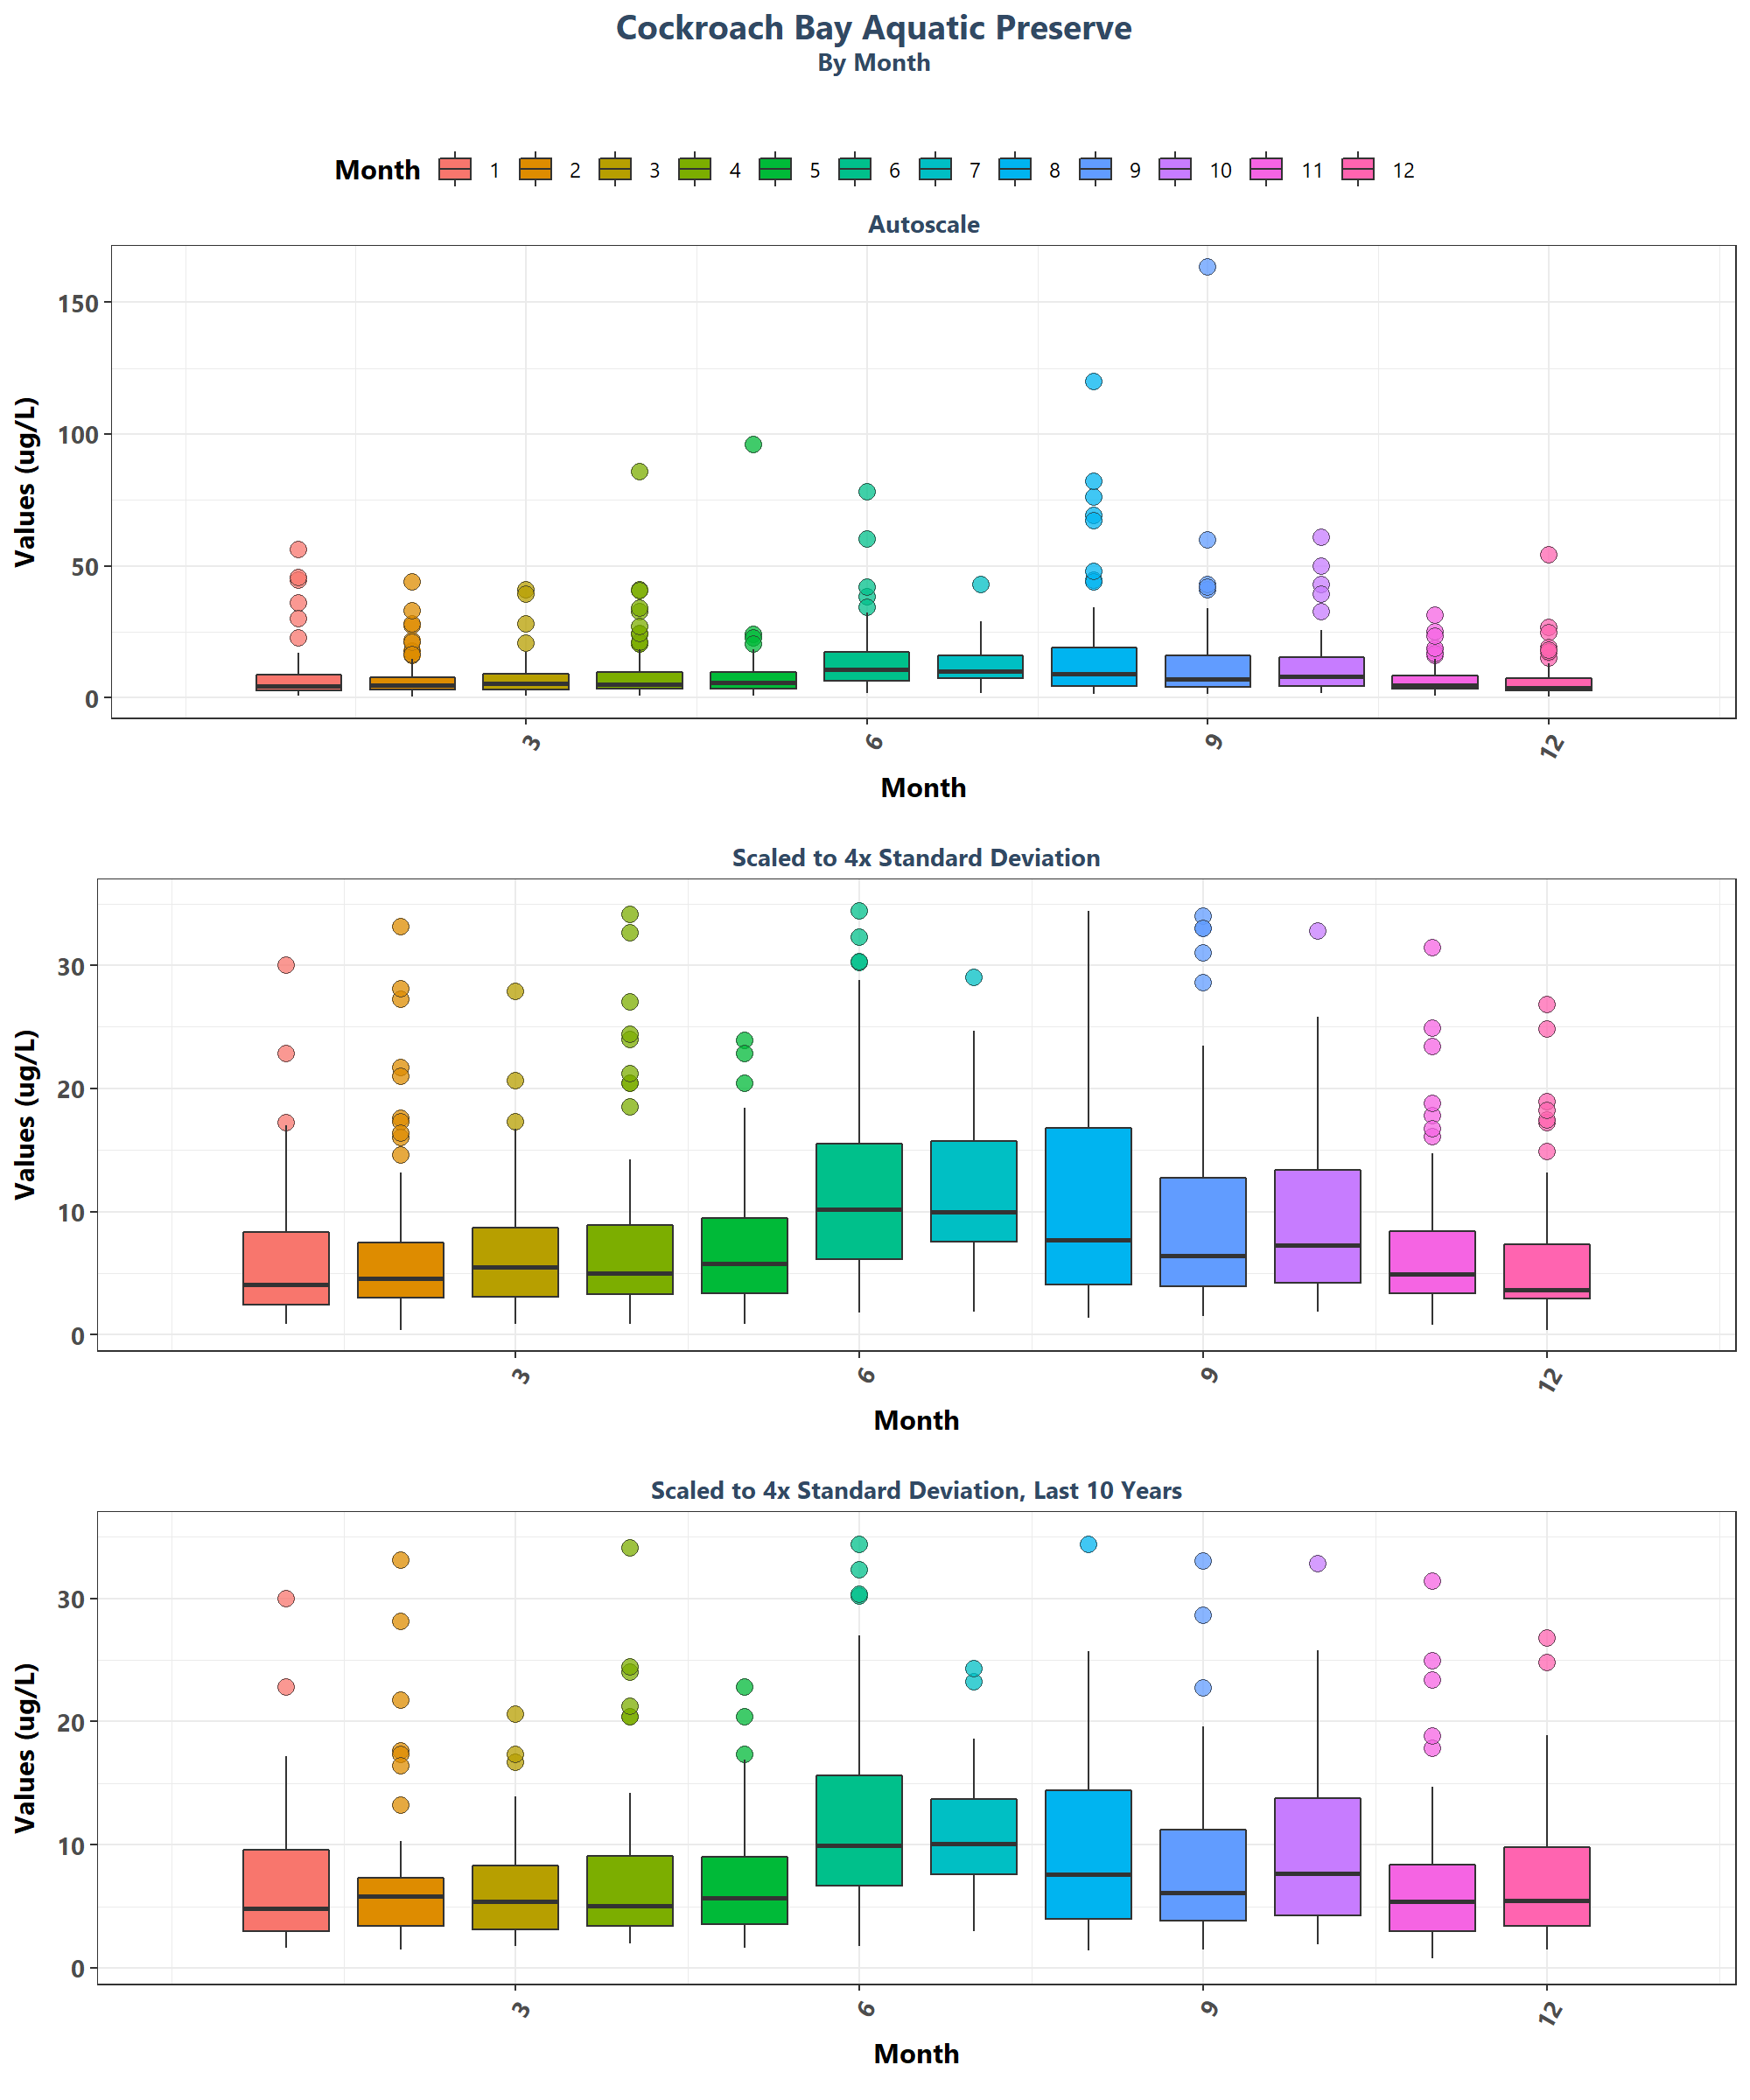 Cockroach Bay Aquatic Preserve
By Month
Month 1 2 3 4 5 6 7 8 9 10 11 12
Autoscale
Values (ug/L)
150
100
50
0
3 6 9 12
Month
Scaled to 4x Standard Deviation
Values (ug/L)
30
20
10
0
3 6 9 12
Month
Scaled to 4x Standard Deviation, Last 10 Years
Values (ug/L)
30
20
10
0
3 6 9 12
Month